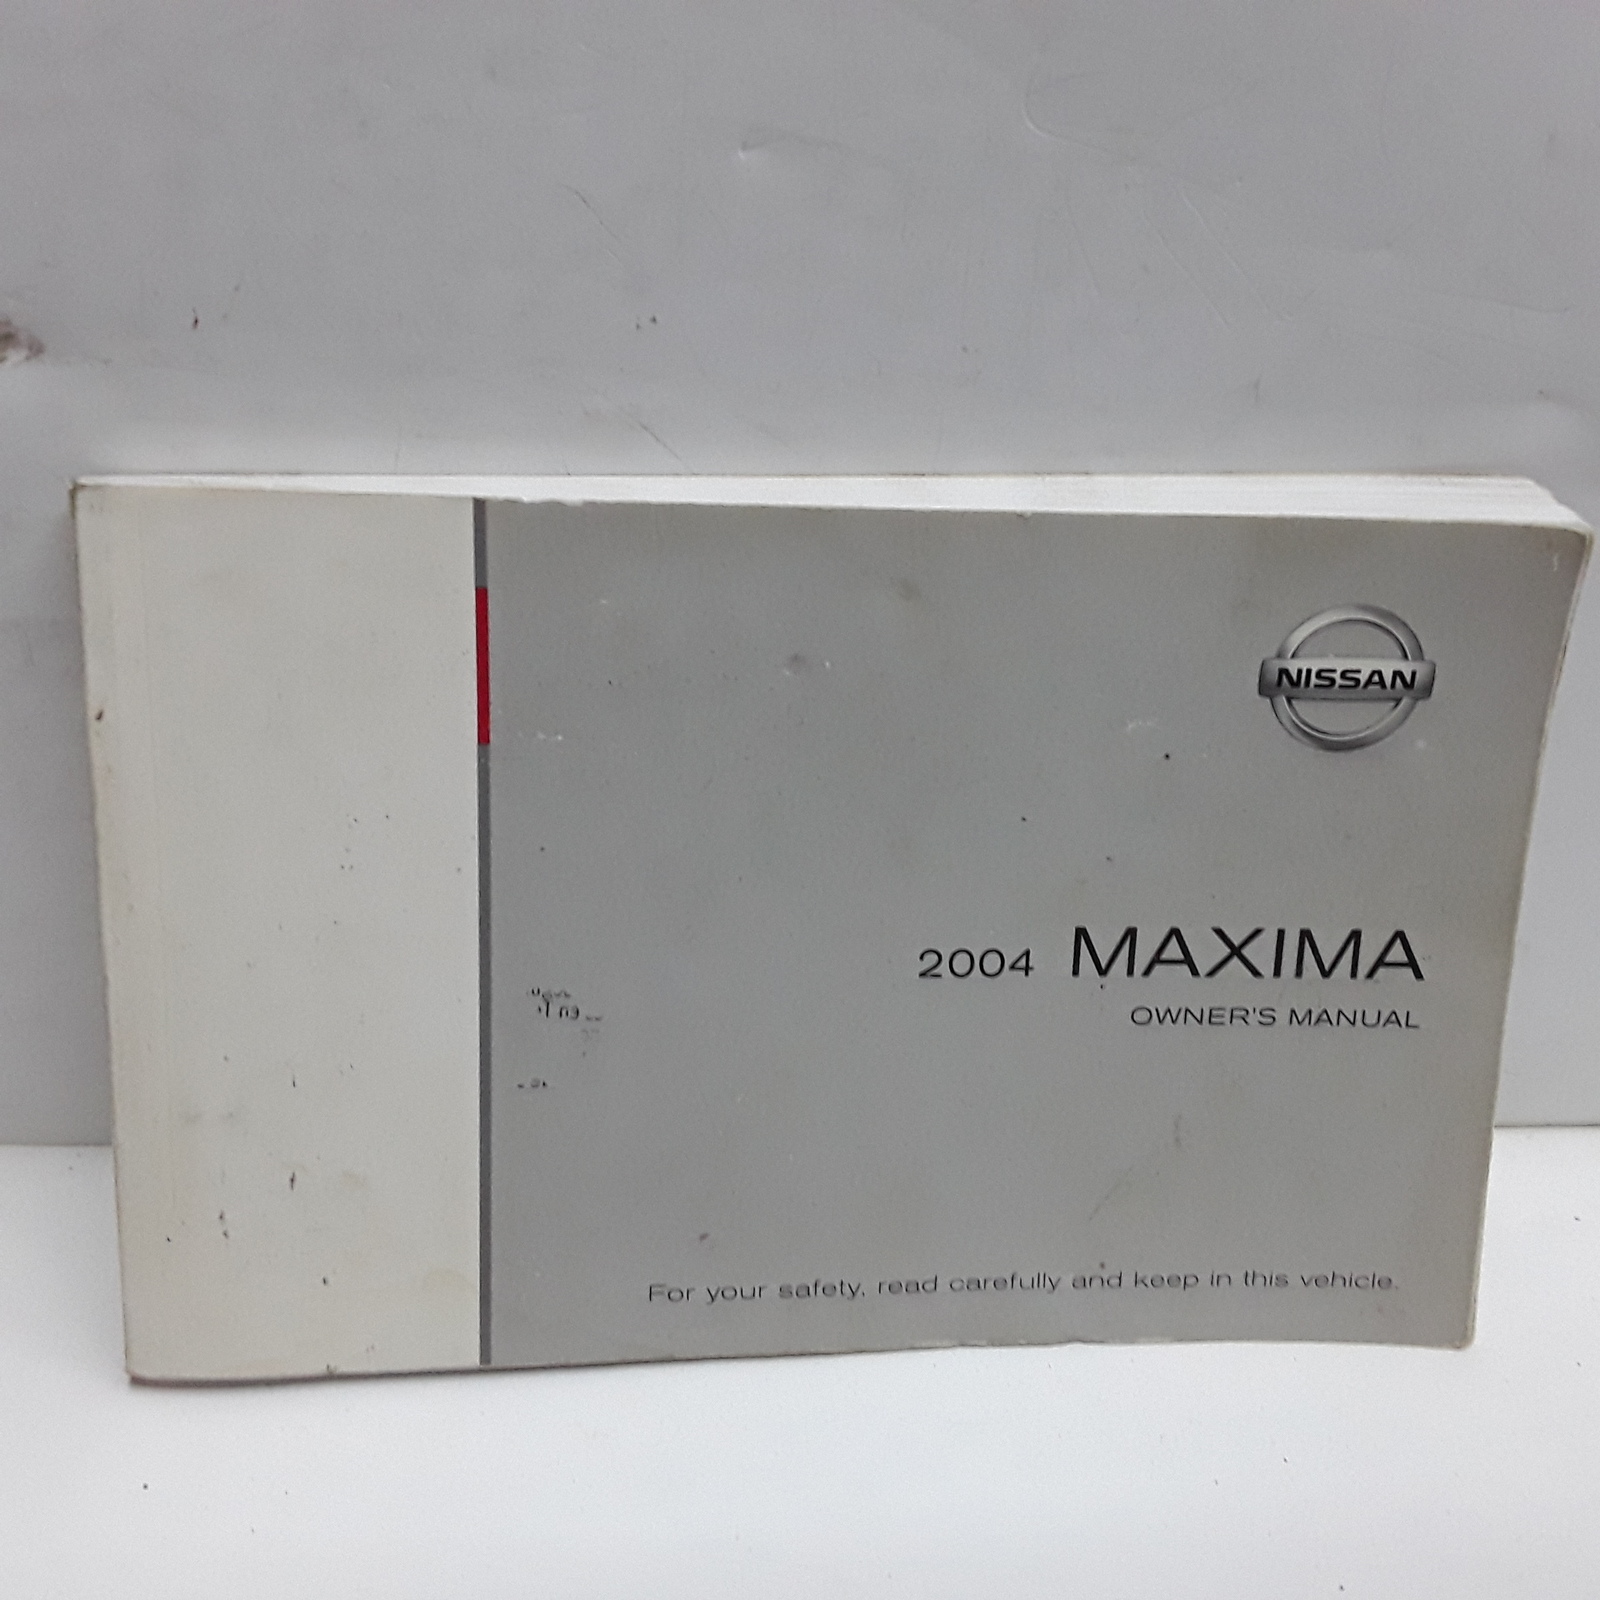 NISSAN
2004 MAXIMA
OWNER'S MANUAL
For your safety, read carefully and keep in this vehicle.